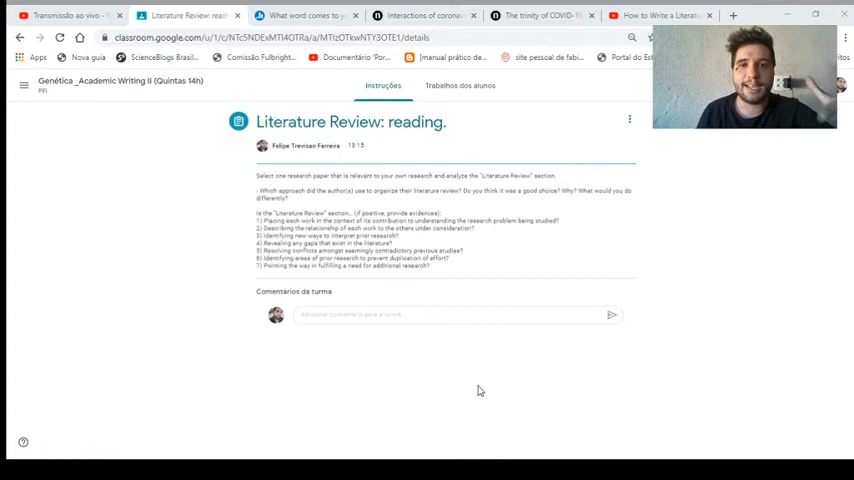 Transmissão ao vivo - Y
Literature Review: read
What word comes to y
Interactions of corona
The trinity of COVID-19
How to Write a Literatu
classroom.google.com/u/1/c/NTc5NDExMTI4OTRa/a/MTIzOTkwNTY3OTE1/details
Apps
Nova guia
ScienceBlogs Brasil...
Comissão Fulbright...
Documentário "Por...
[manual prático de...
site pessoal de fabi...
Portal do Est
ritos
Genética _Academic Writing II (Quintas 14h)
PFI
Instruções
Trabalhos dos alunos
Literature Review: reading.
Felipe Trevisan Ferreira 13:15
Select one research paper that is relevant to your own research and analyze the "Literature Review" section.
- Which approach did the author(s) use to organize their literature review? Do you think it was a good choice? Why? What would you do
differently?
Is the "Literature Review" section... (if positive, provide evidences):
1) Placing each work in the context of its contribution to understanding the research problem being studied?
2) Describing the relationship of each work to the others under consideration?
3) Identifying new ways to interpret prior research?
4) Revealing any gaps that exist in the literature?
5) Resolving conflicts amongst seemingly contradictory previous studies?
6) Identifying areas of prior research to prevent duplication of effort?
7) Pointing the way in fulfilling a need for additional research?
Comentários da turma
Adicionar comentário para a turma...